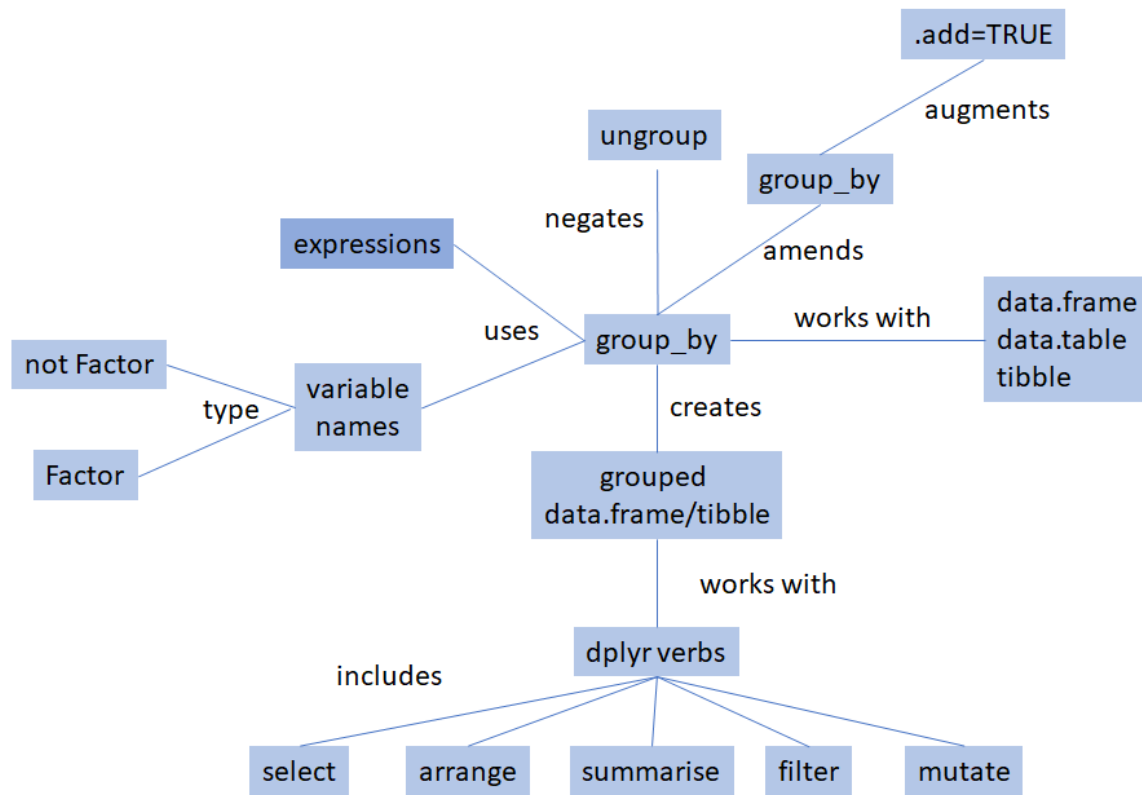 .add=TRUE
augments
ungroup
group_by
negates
expressions
amends
data.frame
works with
data.table
uses
group_by
tibble
not Factor
variable
type
names
creates
Factor
grouped
data.frame/tibble
works with
dplyr verbs
includes
select
arrange
summarise
filter
mutate